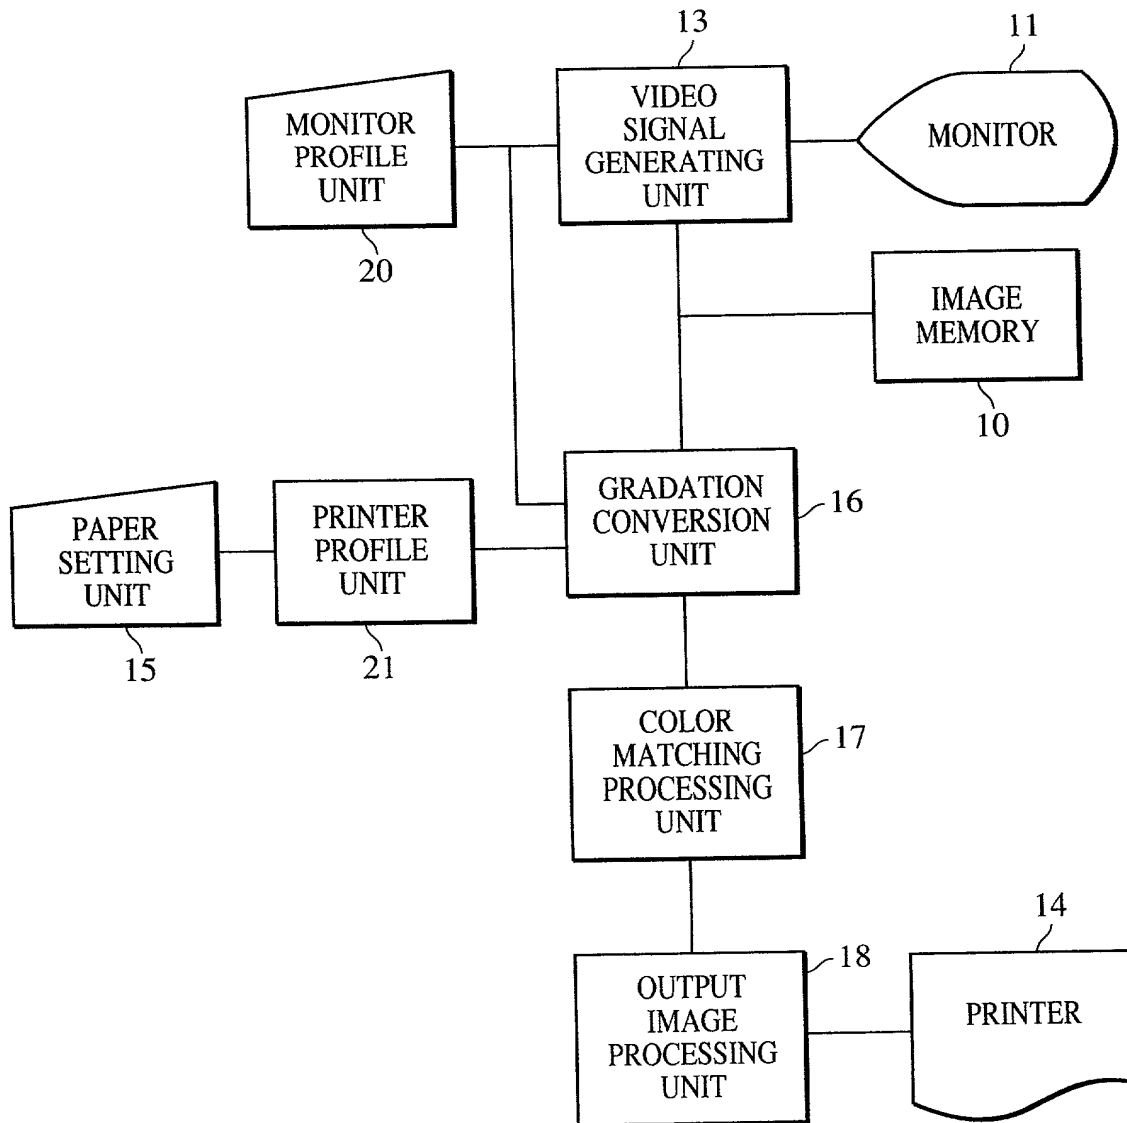 13
11
MONITOR
PROFILE
UNIT
20
VIDEO
SIGNAL
GENERATING
UNIT
MONITOR
IMAGE
MEMORY
10
PAPER
SETTING
UNIT
15
PRINTER
PROFILE
UNIT
21
GRADATION
CONVERSION
UNIT
16
COLOR
MATCHING
PROCESSING
UNIT
17
OUTPUT
IMAGE
PROCESSING
UNIT
18
14
PRINTER